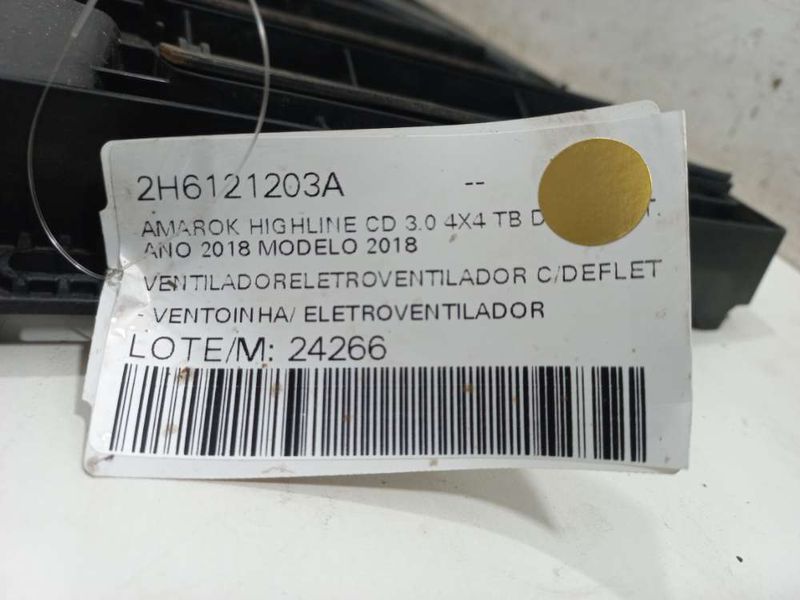 2H6121203A --
AMAROK HIGHLINE CD 3.0 4X4 TB T.
ANO 2018 MODELO 2018
VENTILADORELETROVENTILADOR C/DEFLET
- VENTOINHA/ ELETROVENTILADOR
LOTE/M: 24266